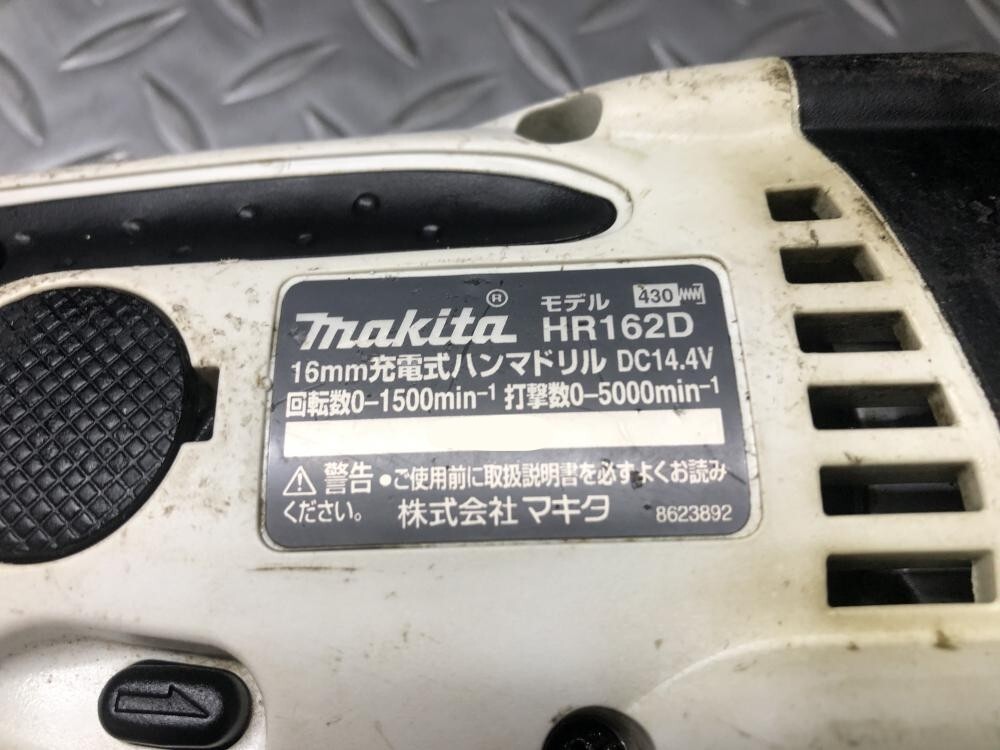 makita® モデル 430
HR162D
16mm充電式ハンマドリル DC14.4V
回転数0-1500min⁻¹ 打撃数0-5000min⁻¹
警告 ●ご使用前に取扱説明書を必ずよくお読み
ください。 株式会社 マキタ 8623892